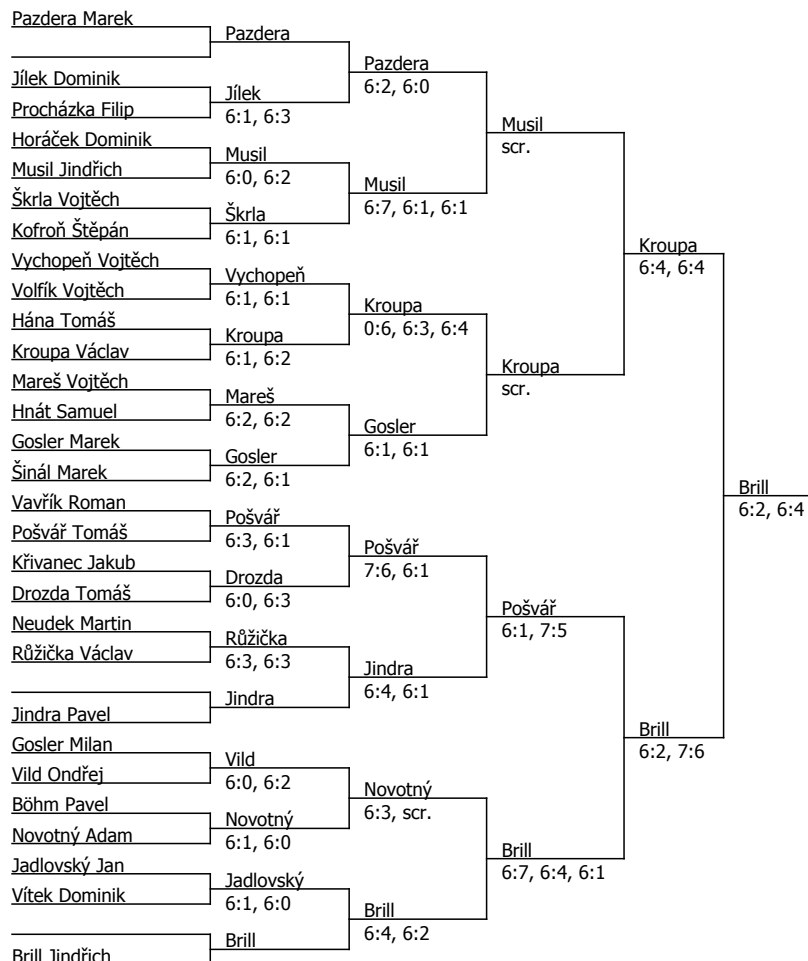 Pazdera Marek
Pazdera
Pazdera
6:2, 6:0
Jílek Dominik
Jílek
6:1, 6:3
Procházka Filip
Musil
scr.
Horáček Dominik
Musil
6:0, 6:2
Musil Jindřich
Musil
6:7, 6:1, 6:1
Škrla Vojtěch
Škrla
6:1, 6:1
Kofroň Štěpán
Kroupa
6:4, 6:4
Vychopeň Vojtěch
Vychopeň
6:1, 6:1
Volfík Vojtěch
Kroupa
0:6, 6:3, 6:4
Hána Tomáš
Kroupa
6:1, 6:2
Kroupa Václav
Kroupa
scr.
Mareš Vojtěch
Mareš
6:2, 6:2
Hnát Samuel
Gosler
6:1, 6:1
Gosler Marek
Gosler
6:2, 6:1
Šinál Marek
Brill
6:2, 6:4
Vavřík Roman
Pošvář
6:3, 6:1
Pošvář Tomáš
Pošvář
7:6, 6:1
Křivanec Jakub
Drozda
6:0, 6:3
Drozda Tomáš
Pošvář
6:1, 7:5
Neudek Martin
Růžička
6:3, 6:3
Růžička Václav
Jindra
6:4, 6:1
Jindra
Jindra Pavel
Brill
6:2, 7:6
Gosler Milan
Vild
6:0, 6:2
Vild Ondřej
Novotný
6:3, scr.
Böhm Pavel
Novotný
6:1, 6:0
Novotný Adam
Brill
6:7, 6:4, 6:1
Jadlovský Jan
Jadlovský
6:1, 6:0
Vítek Dominik
Brill
6:4, 6:2
Brill
Brill Jindřich